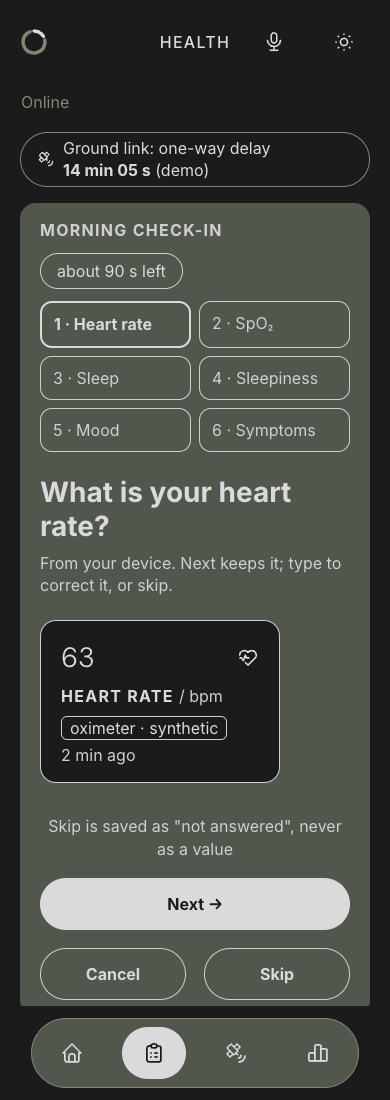 HEALTH
Online
Ground link: one-way delay
14 min 05 s (demo)
MORNING CHECK-IN
about 90 s left
1 · Heart rate
2 · SpO₂
3 · Sleep
4 · Sleepiness
5 · Mood
6 · Symptoms
What is your heart
rate?
From your device. Next keeps it; type to
correct it, or skip.
63
HEART RATE / bpm
oximeter · synthetic
2 min ago
Skip is saved as "not answered", never
as a value
Next →
Cancel
Skip